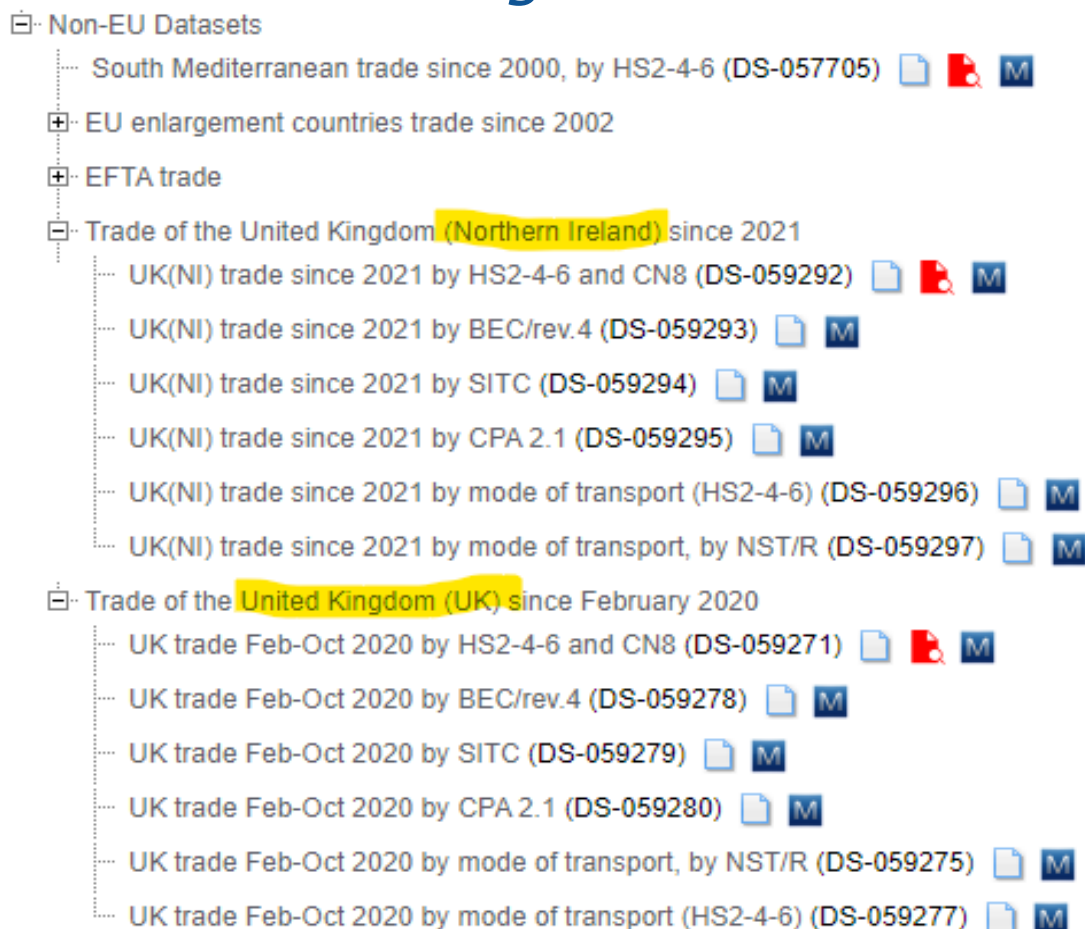 Non-EU Datasets
South Mediterranean trade since 2000, by HS2-4-6 (DS-057705) M
EU enlargement countries trade since 2002
EFTA trade
Trade of the United Kingdom (Northern Ireland) since 2021
UK(NI) trade since 2021 by HS2-4-6 and CN8 (DS-059292) M
UK(NI) trade since 2021 by BEC/rev.4 (DS-059293) M
UK(NI) trade since 2021 by SITC (DS-059294) M
UK(NI) trade since 2021 by CPA 2.1 (DS-059295) M
UK(NI) trade since 2021 by mode of transport (HS2-4-6) (DS-059296) M
UK(NI) trade since 2021 by mode of transport, by NST/R (DS-059297) M
Trade of the United Kingdom (UK) since February 2020
UK trade Feb-Oct 2020 by HS2-4-6 and CN8 (DS-059271) M
UK trade Feb-Oct 2020 by BEC/rev.4 (DS-059278) M
UK trade Feb-Oct 2020 by SITC (DS-059279) M
UK trade Feb-Oct 2020 by CPA 2.1 (DS-059280) M
UK trade Feb-Oct 2020 by mode of transport, by NST/R (DS-059275) M
UK trade Feb-Oct 2020 by mode of transport (HS2-4-6) (DS-059277) M